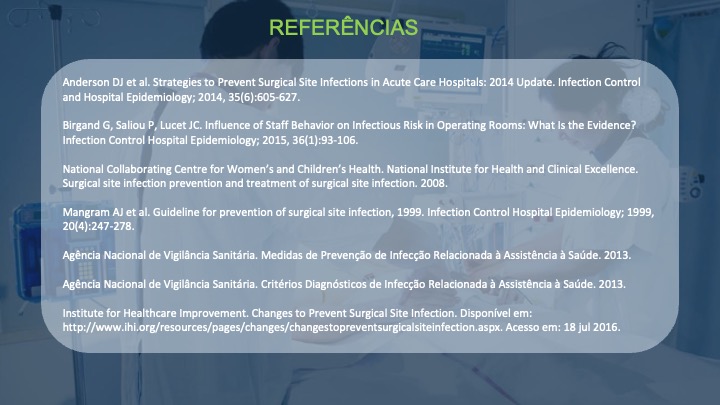 REFERÊNCIAS
Anderson DJ et al. Strategies to Prevent Surgical Site Infections in Acute Care Hospitals: 2014 Update. Infection Control
and Hospital Epidemiology; 2014, 35(6):605-627.
Birgand G, Saliou P, Lucet JC. Influence of Staff Behavior on Infectious Risk in Operating Rooms: What Is the Evidence?
Infection Control Hospital Epidemiology; 2015, 36(1):93-106.
National Collaborating Centre for Women’s and Children’s Health. National Institute for Health and Clinical Excellence.
Surgical site infection prevention and treatment of surgical site infection. 2008.
Mangram AJ et al. Guideline for prevention of surgical site infection, 1999. Infection Control Hospital Epidemiology; 1999,
20(4):247-278.
Agência Nacional de Vigilância Sanitária. Medidas de Prevenção de Infecção Relacionada à Assistência à Saúde. 2013.
Agência Nacional de Vigilância Sanitária. Critérios Diagnósticos de Infecção Relacionada à Assistência à Saúde. 2013.
Institute for Healthcare Improvement. Changes to Prevent Surgical Site Infection. Disponível em:
http://www.ihi.org/resources/pages/changes/changestopreventsurgicalsiteinfection.aspx. Acesso em: 18 jul 2016.